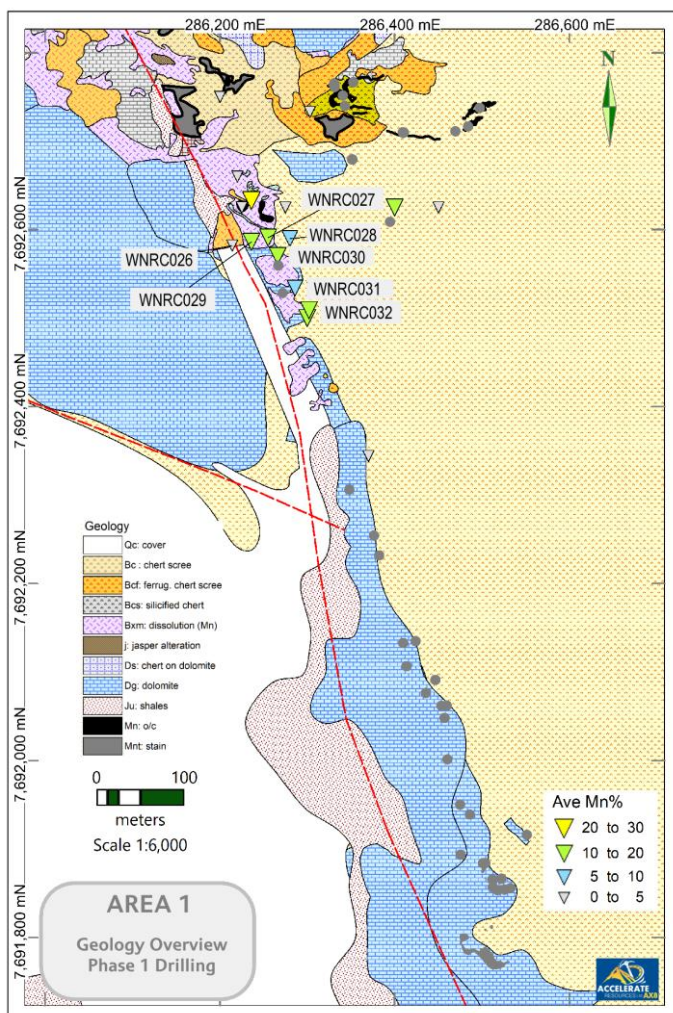 286,200 mE
286,400 mE
286,600 mE
N
7,692,600 mN
7,692,400 mN
7,692,200 mN
7,692,000 mN
7,691,800 mN
WNRC027
WNRC028
WNRC026
WNRC030
WNRC029
WNRC031
WNRC032
Geology
Qc: cover
Bc : chert scree
Bcf: ferrug. chert scree
Bcs: silicified chert
Bxm: dissolution (Mn)
j: jasper alteration
Ds: chert on dolomite
Dg: dolomite
Ju: shales
Mn: o/c
Mnt: stain
0 100
meters
Scale 1:6,000
Ave Mn%
20 to 30
10 to 20
5 to 10
0 to 5
AREA 1
Geology Overview
Phase 1 Drilling
ACCELERATE
RESOURCES AX8